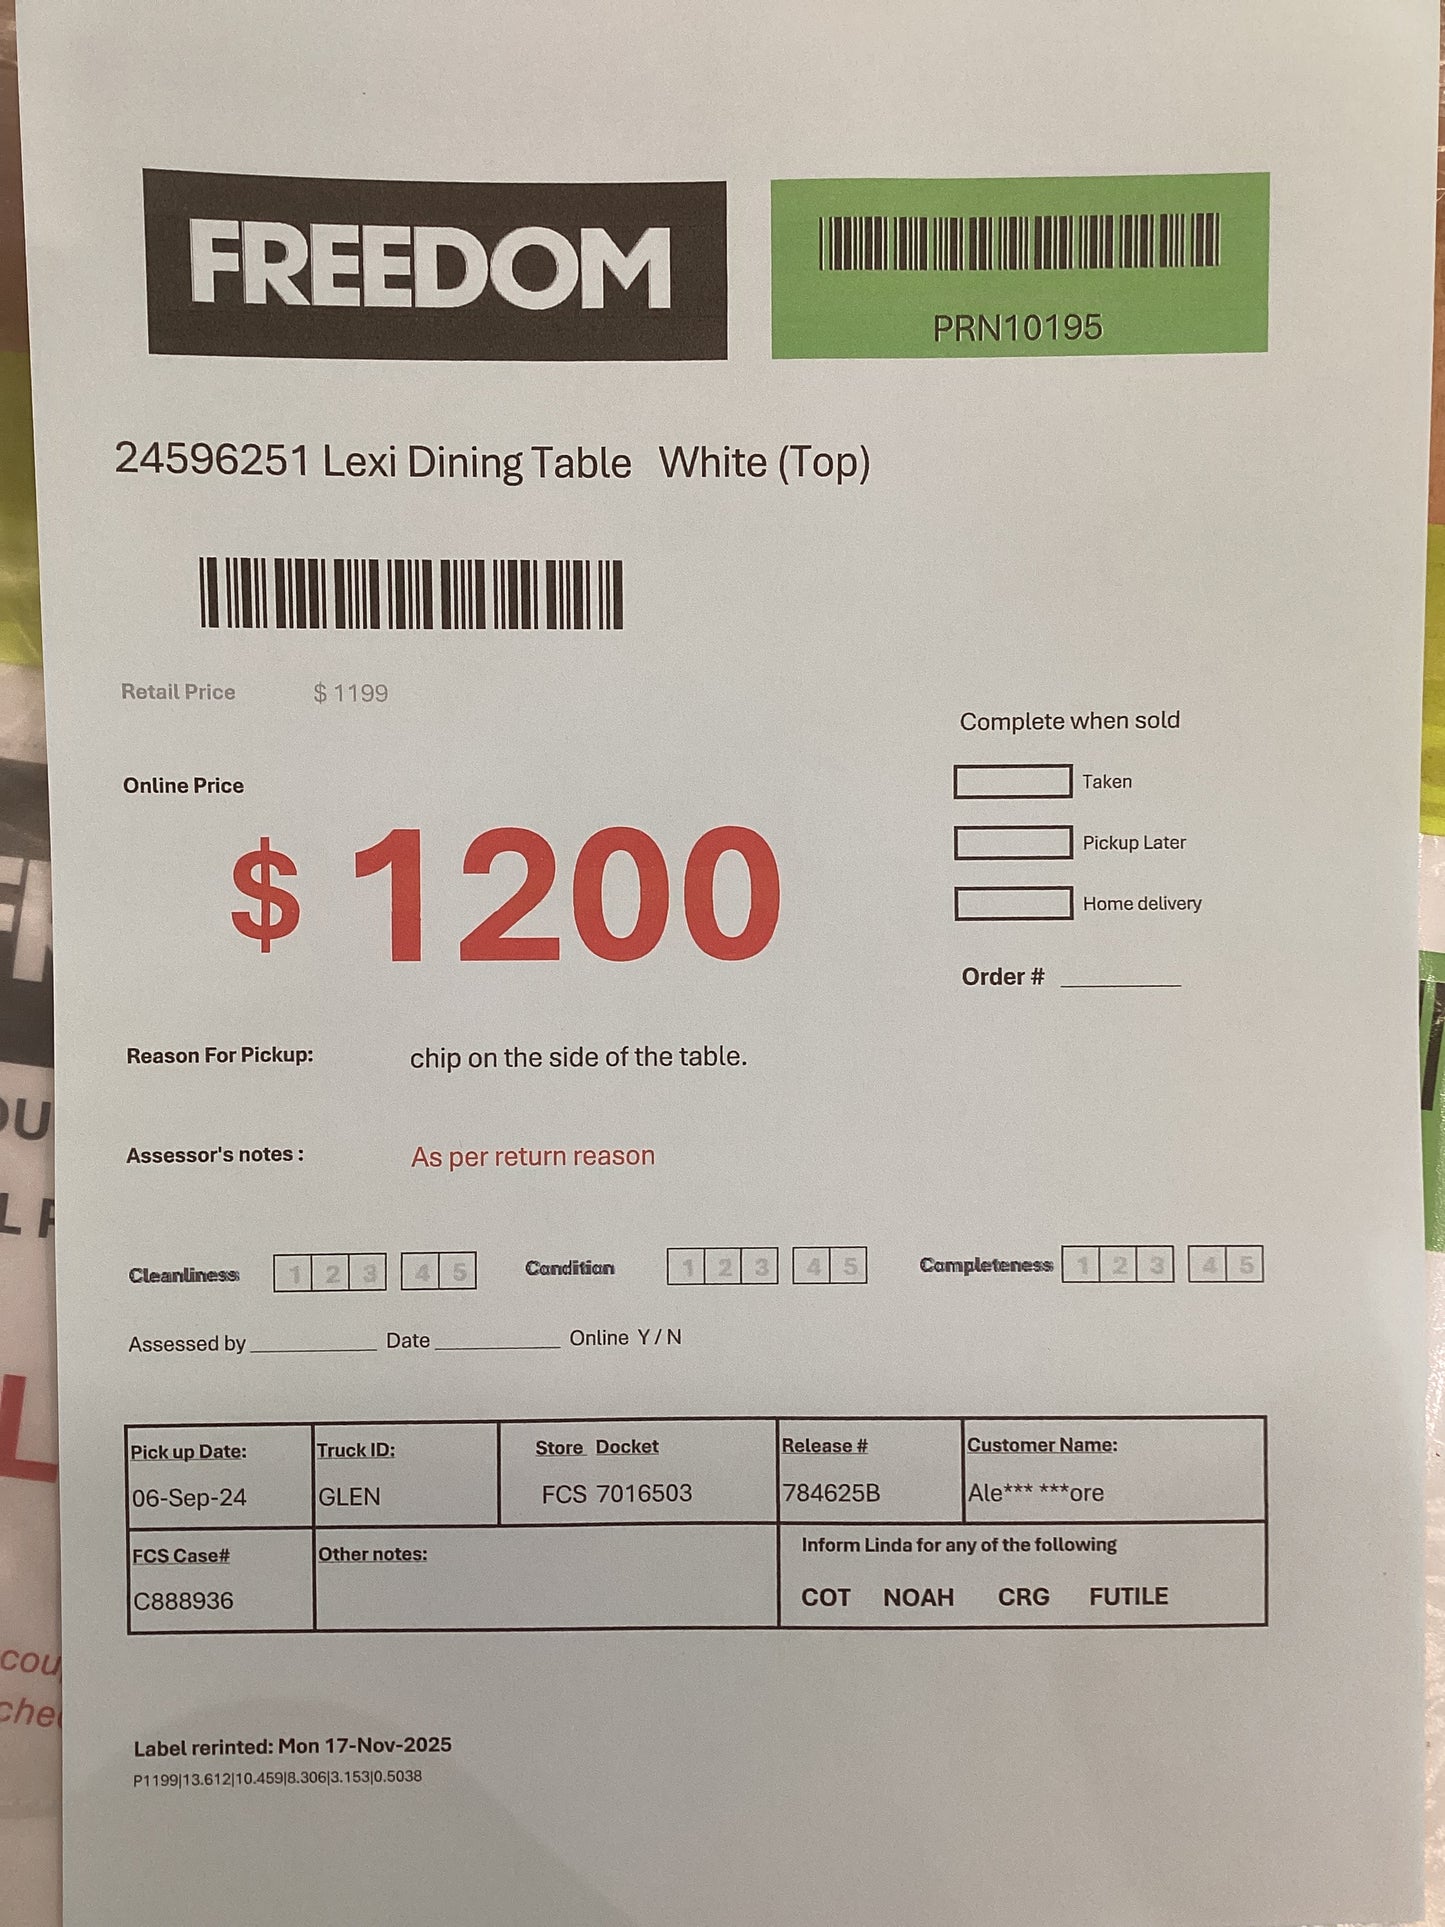 FREEDOM
PRN10195
24596251 Lexi Dining Table White (Top)
Retail Price $ 1199
Complete when sold
Taken
Online Price
$ 1200
Pickup Later
Home delivery
Order # ________
Reason For Pickup: chip on the side of the table.
Assessor's notes : As per return reason
Cleanliness 1 2 3 4 5 Condition 1 2 3 4 5 Completeness 1 2 3 4 5
Assessed by ________ Date ________ Online Y / N
Pick up Date: Truck ID: Store Docket Release # Customer Name:
06-Sep-24 GLEN FCS 7016503 784625B Ale*** ***ore
FCS Case# Other notes: Inform Linda for any of the following
C888936 COT NOAH CRG FUTILE
Label rerinted: Mon 17-Nov-2025
P1199|13.612|10.459|8.306|3.153|0.5038